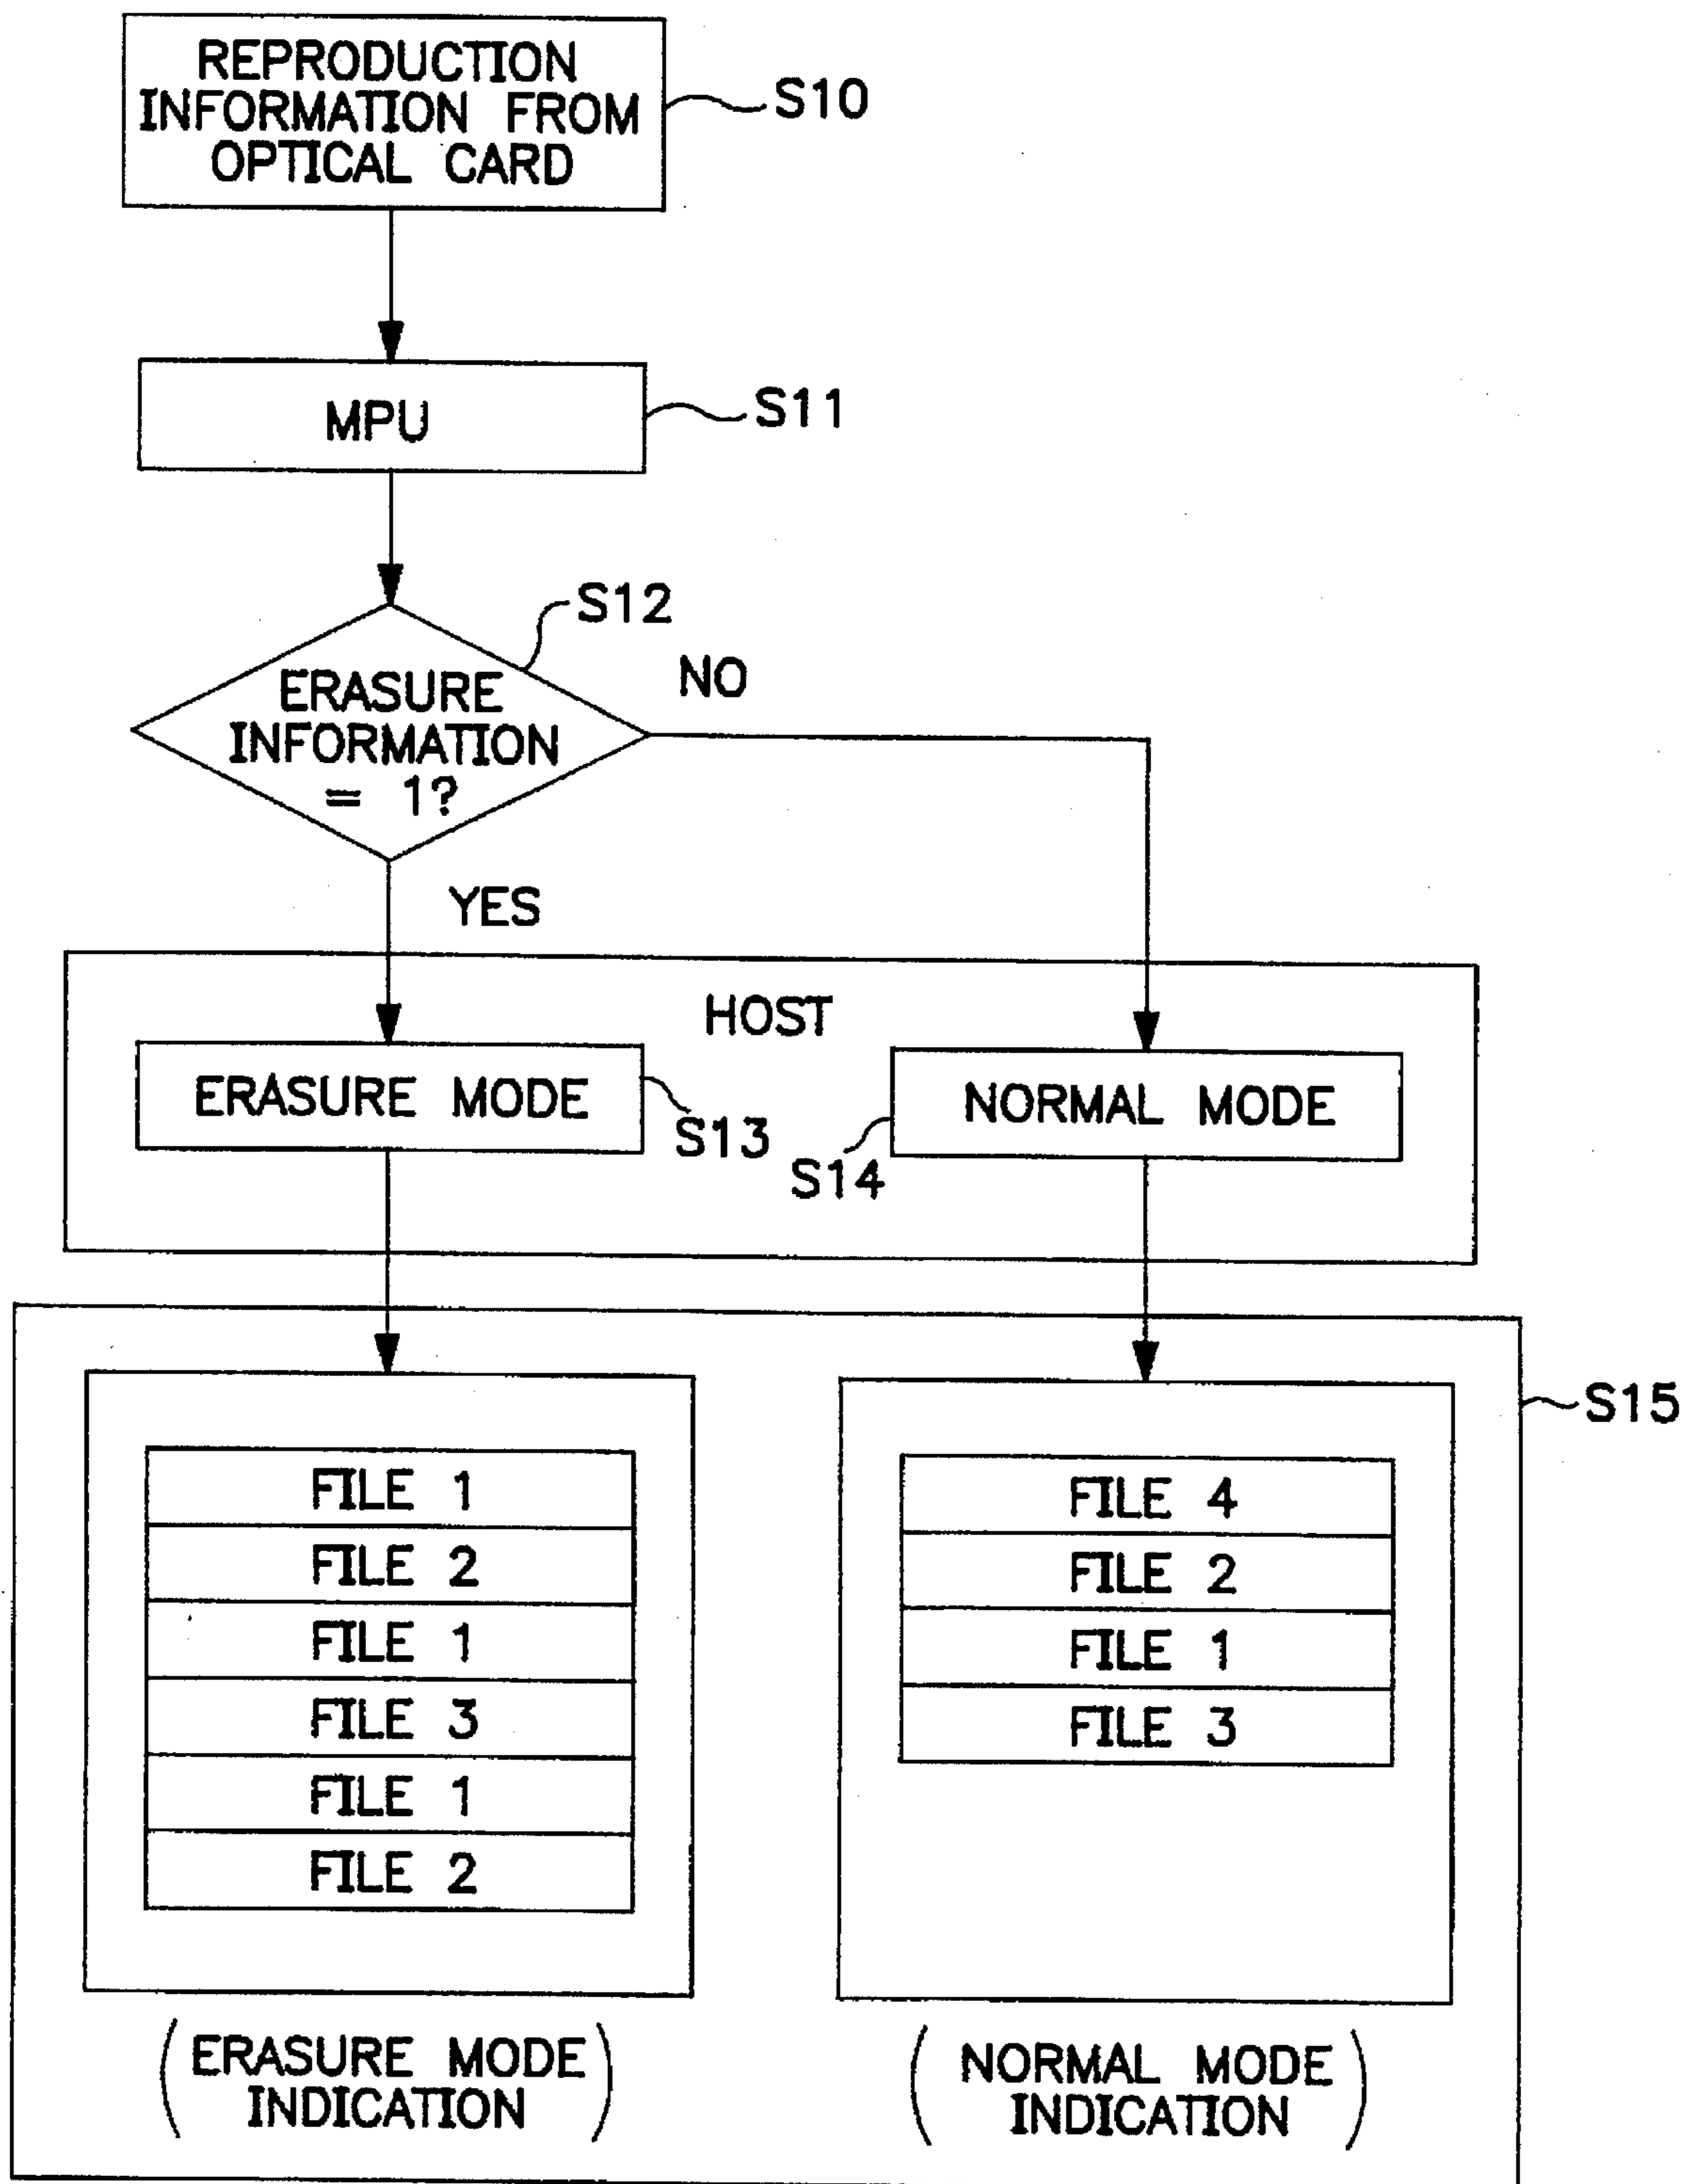 REPRODUCTION
INFORMATION FROM
OPTICAL CARD
S10
MPU
S11
S12
ERASURE
INFORMATION
= 1?
NO
YES
HOST
ERASURE MODE
S13
NORMAL MODE
S14
S15
FILE 1
FILE 2
FILE 1
FILE 3
FILE 1
FILE 2
(ERASURE MODE
INDICATION)
FILE 4
FILE 2
FILE 1
FILE 3
(NORMAL MODE
INDICATION)